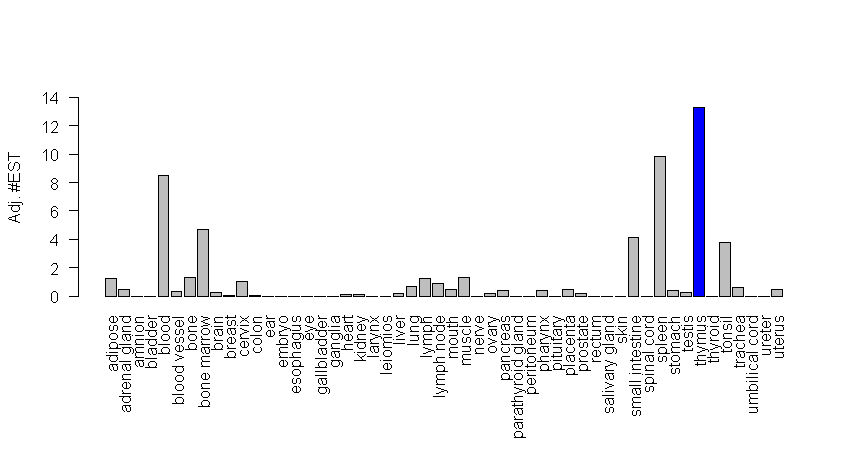 Adj. #EST
14
12
10
8
6
4
2
0
adipose
adrenal gland
amnion
bladder
blood
blood vessel
bone
bone marrow
brain
breast
cervix
colon
ear
embryo
esophagus
eye
gallbladder
ganglia
heart
kidney
larynx
leiomios
liver
lung
lymph
lymph node
mouth
muscle
nerve
ovary
pancreas
parathyroid gland
peritoneum
pharynx
pituitary
placenta
prostate
rectum
salivary gland
skin
small intestine
spinal cord
spleen
stomach
testis
thymus
thyroid
tonsil
trachea
umbilical cord
ureter
uterus